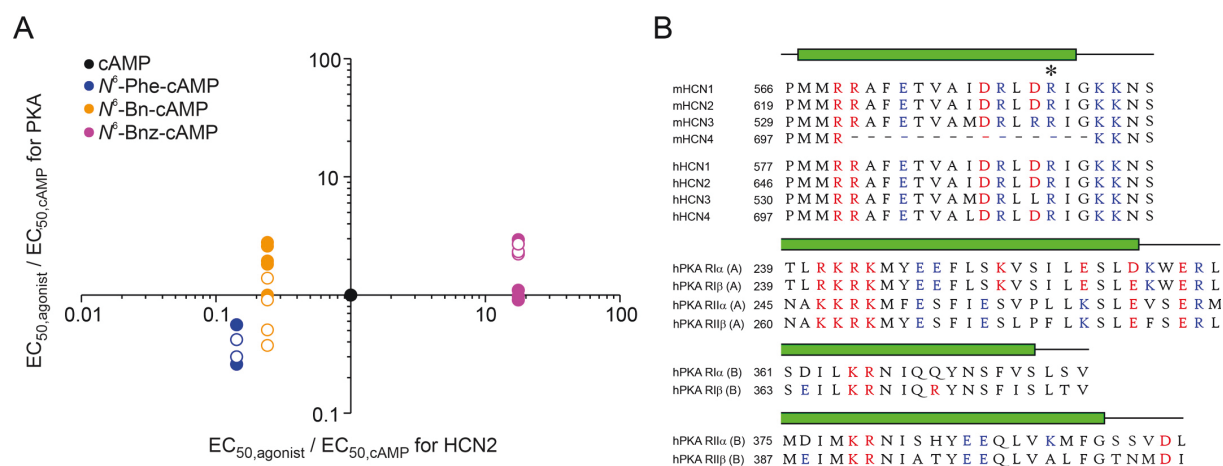 A
EC50,agonist / EC50,cAMP for PKA
100
10
0.1
cAMP
N6-Phe-cAMP
N6-Bn-cAMP
N6-Bnz-cAMP
0.01 0.1 1 10 100
EC50,agonist / EC50,cAMP for HCN2
B
*
mHCN1 566 P M M R R A F E T V A I D R L D R I G K K N S
mHCN2 619 P M M R R A F E T V A I D R L D R I G K K N S
mHCN3 529 P M M R R A F E T V A M D R L R R I G K K N S
mHCN4 697 P M M R - - - - - - - - - - - - - - - K K N S
hHCN1 577 P M M R R A F E T V A I D R L D R I G K K N S
hHCN2 646 P M M R R A F E T V A I D R L D R I G K K N S
hHCN3 530 P M M R R A F E T V A M D R L L R I G K K N S
hHCN4 697 P M M R R A F E T V A L D R L D R I G K K N S
hPKA RIα (A) 239 T L R K R K M Y E E F L S K V S I L E S L D K W E R L
hPKA RIβ (A) 239 T L R K R K M Y E E F L S K V S I L E S L E K W E R L
hPKA RIIα (A) 245 N A K K R K M F E S F I E S V P L L K S L E V S E R M
hPKA RIIβ (A) 260 N A K K R K M Y E S F I E S L P F L K S L E F S E R L
hPKA RIα (B) 361 S D I L K R N I Q Q Y N S F V S L S V
hPKA RIβ (B) 363 S E I L K R N I Q R Y N S F I S L T V
hPKA RIIα (B) 375 M D I M K R N I S H Y E E Q L V K M F G S S V D L
hPKA RIIβ (B) 387 M E I M K R N I A T Y E E Q L V A L F G T N M D I